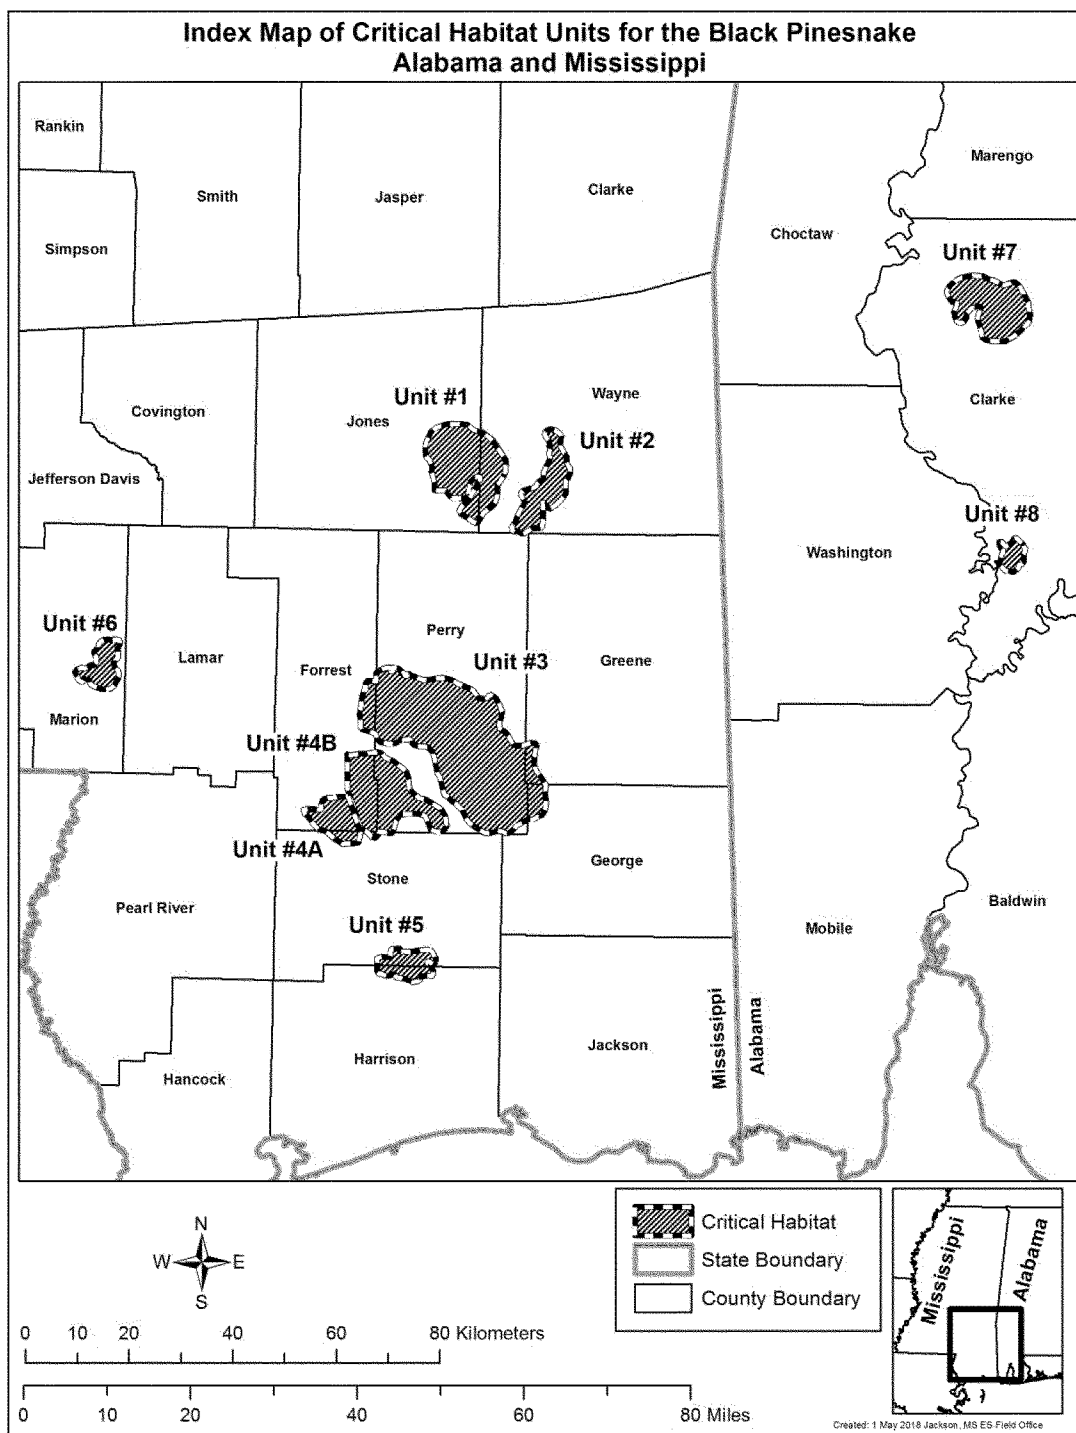 Index Map of Critical Habitat Units for the Black Pinesnake
Alabama and Mississippi
Rankin
Marengo
Smith
Jasper
Clarke
Choctaw
Simpson
Unit #7
Unit #1
Wayne
Covington
Jones
Clarke
Unit #2
Jefferson Davis
Unit #8
Washington
Unit #6
Perry
Lamar
Unit #3
Greene
Forrest
Marion
Unit #4B
Unit #4A
George
Stone
Pearl River
Baldwin
Unit #5
Mobile
Mississippi
Alabama
Jackson
Harrison
Hancock
N
W E
S
0 10 20 40 60 80 Kilometers
0 10 20 40 60 80 Miles
Critical Habitat
State Boundary
County Boundary
Mississippi
Alabama
Created: 1 May 2018 Jackson, MS ES Field Office